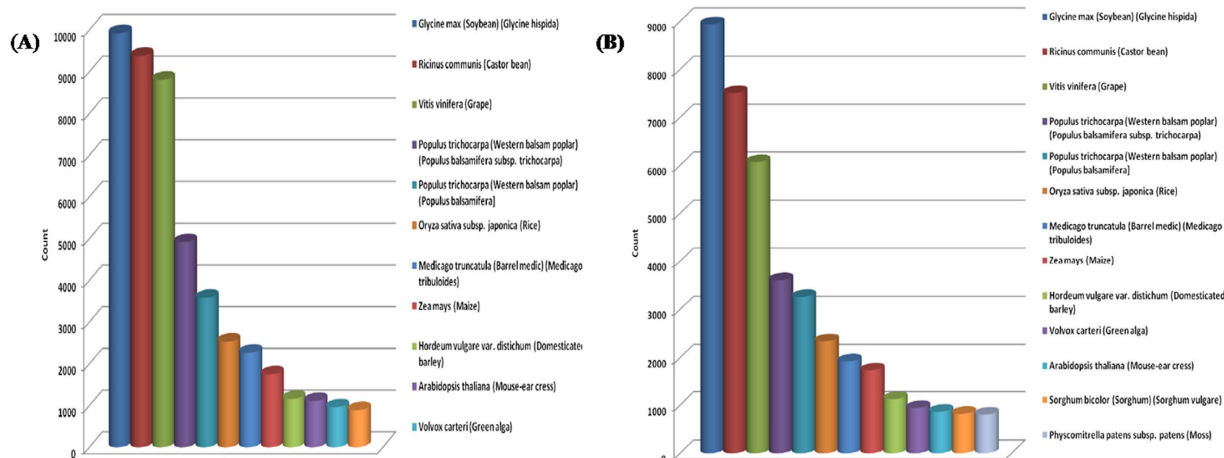 (A)
Count
10000
9000
8000
7000
6000
5000
4000
3000
2000
1000
0
Glycine max (Soybean) (Glycine hispida)
Ricinus communis (Castor bean)
Vitis vinifera (Grape)
Populus trichocarpa (Western balsam poplar)
(Populus balsamifera subsp. trichocarpa)
Populus trichocarpa (Western balsam poplar)
(Populus balsamifera]
Oryza sativa subsp. japonica (Rice)
Medicago truncatula (Barrel medic) (Medicago
tribuloides)
Zea mays (Maize)
Hordeum vulgare var. distichum (Domesticated
barley)
Arabidopsis thaliana (Mouse-ear cress)
Volvox carteri (Green alga)
(B)
Count
9000
8000
7000
6000
5000
4000
3000
2000
1000
0
Glycine max (Soybean) (Glycine hispida)
Ricinus communis (Castor bean)
Vitis vinifera (Grape)
Populus trichocarpa (Western balsam poplar)
(Populus balsamifera subsp. trichocarpa)
Populus trichocarpa (Western balsam poplar)
(Populus balsamifera]
Oryza sativa subsp. japonica (Rice)
Medicago truncatula (Barrel medic) (Medicago
tribuloides)
Zea mays (Maize)
Hordeum vulgare var. distichum (Domesticated
barley)
Volvox carteri (Green alga)
Arabidopsis thaliana (Mouse-ear cress)
Sorghum bicolor (Sorghum) (Sorghum vulgare)
Physcomitrella patens subsp. patens (Moss)